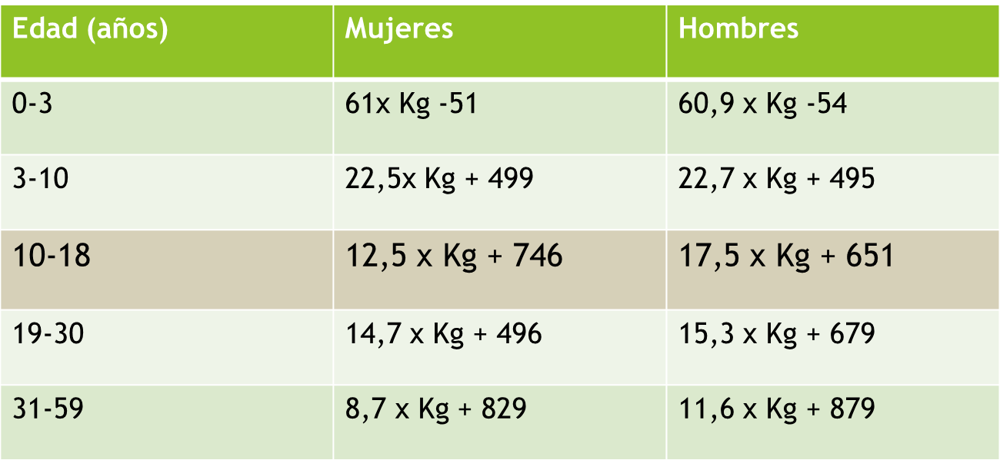 Edad (años) Mujeres Hombres
0-3 61x Kg -51 60,9 x Kg -54
3-10 22,5x Kg + 499 22,7 x Kg + 495
10-18 12,5 x Kg + 746 17,5 x Kg + 651
19-30 14,7 x Kg + 496 15,3 x Kg + 679
31-59 8,7 x Kg + 829 11,6 x Kg + 879